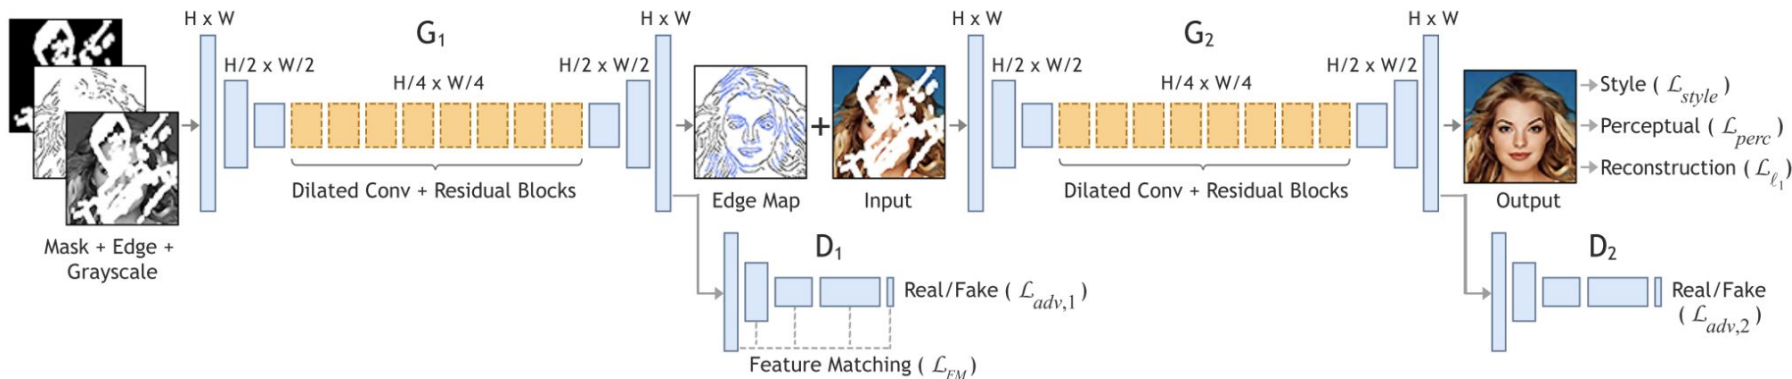 H x W
G₁
H x W
H x W
G₂
H x W
H/2 x W/2
H/4 x W/4
H/2 x W/2
H/2 x W/2
H/4 x W/4
H/2 x W/2
Style ( ℒstyle )
Perceptual ( ℒperc )
Reconstruction ( ℒℓ₁ )
+
Dilated Conv + Residual Blocks
Edge Map
Input
Dilated Conv + Residual Blocks
Output
Mask + Edge +
Grayscale
D₁
Real/Fake ( ℒadv,1 )
Feature Matching ( ℒFM )
D₂
Real/Fake
( ℒadv,2 )